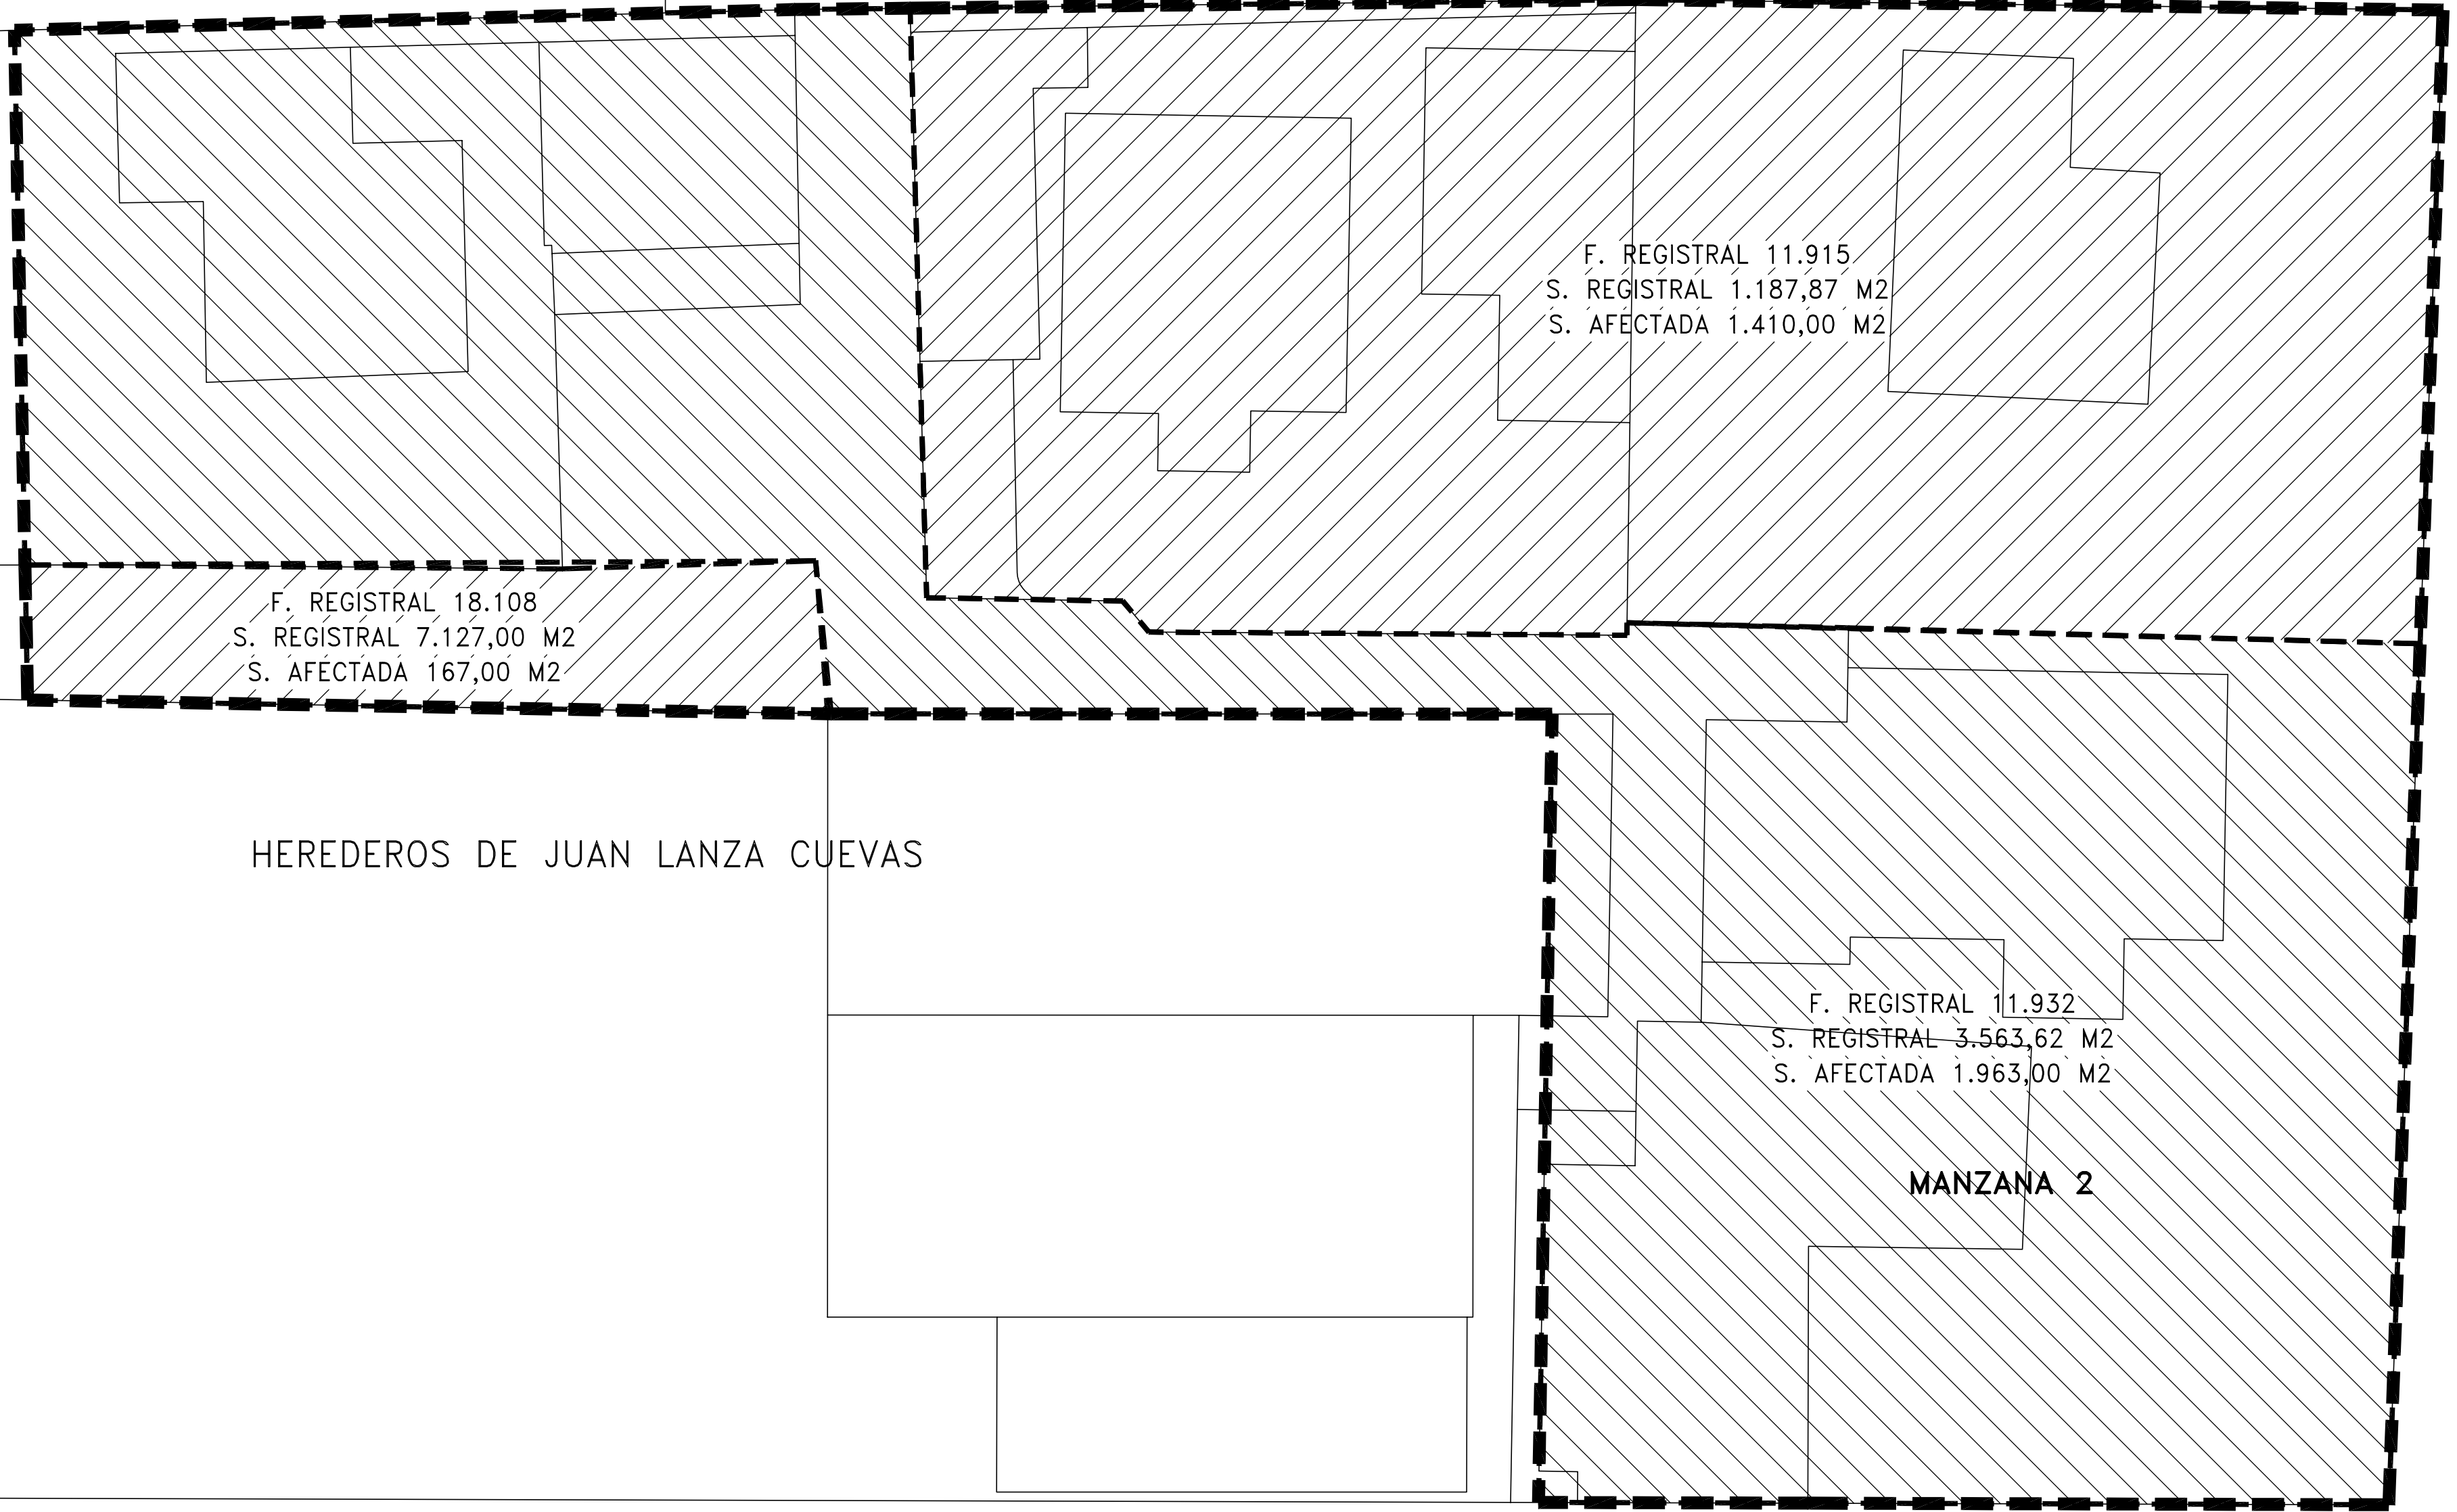 F. REGISTRAL 11.915
S. REGISTRAL 1.187,87 M2
S. AFECTADA 1.410,00 M2
F. REGISTRAL 18.108
S. REGISTRAL 7.127,00 M2
S. AFECTADA 167,00 M2
HEREDEROS DE JUAN LANZA CUEVAS
F. REGISTRAL 11.932
S. REGISTRAL 3.563,62 M2
S. AFECTADA 1.963,00 M2
MANZANA 2